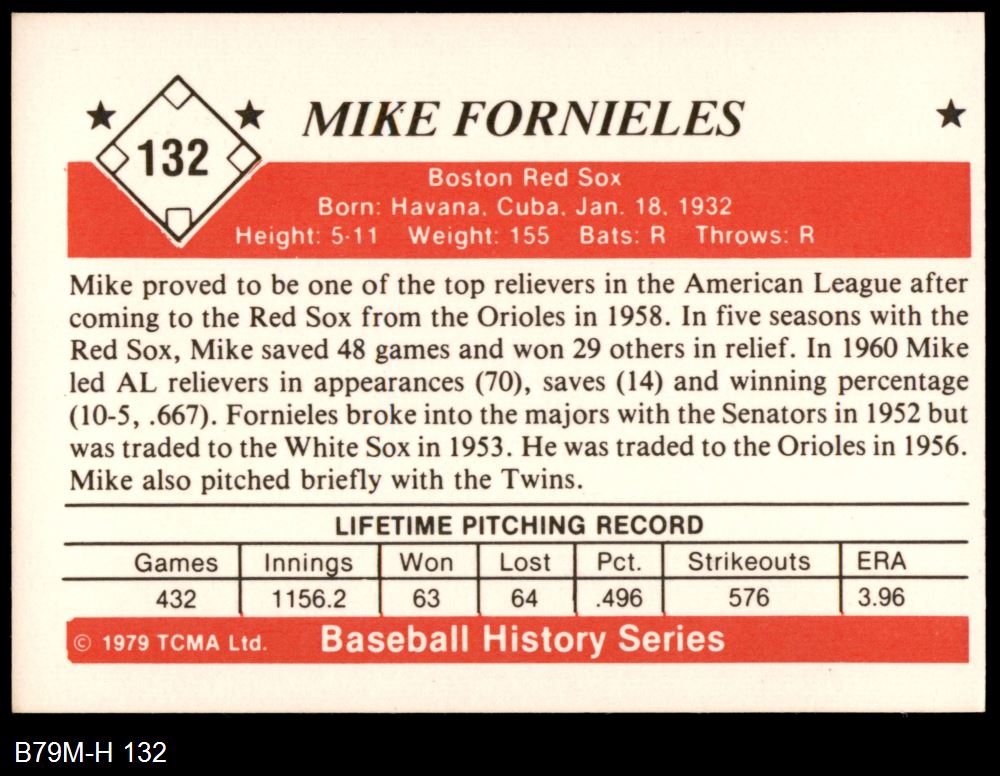 MIKE FORNIELES
132
Boston Red Sox
Born: Havana, Cuba, Jan. 18, 1932
Height: 5-11 Weight: 155 Bats: R Throws: R
Mike proved to be one of the top relievers in the American League after
coming to the Red Sox from the Orioles in 1958. In five seasons with the
Red Sox, Mike saved 48 games and won 29 others in relief. In 1960 Mike
led AL relievers in appearances (70), saves (14) and winning percentage
(10-5, .667). Fornieles broke into the majors with the Senators in 1952 but
was traded to the White Sox in 1953. He was traded to the Orioles in 1956.
Mike also pitched briefly with the Twins.
LIFETIME PITCHING RECORD
Games Innings Won Lost Pct. Strikeouts ERA
432 1156.2 63 64 .496 576 3.96
© 1979 TCMA Ltd. Baseball History Series
B79M-H 132